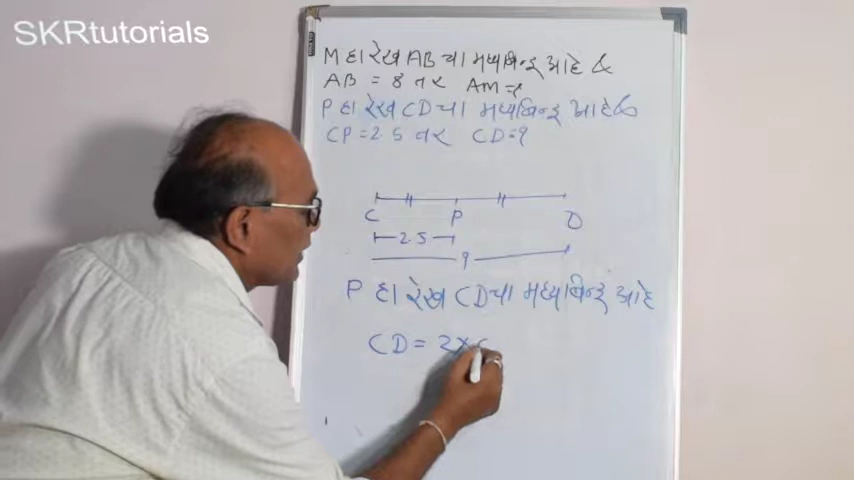 SKRtutorials
M हा रेख AB चा मध्यबिन्दू आहे &
AB = 8 तर AM = ?
P हा रेख CD चा मध्यबिन्दू आहे &
CP = 2.5 तर CD = ?
C P D
2.5
?
P हा रेख CD चा मध्यबिन्दू आहे
CD = 2 × C